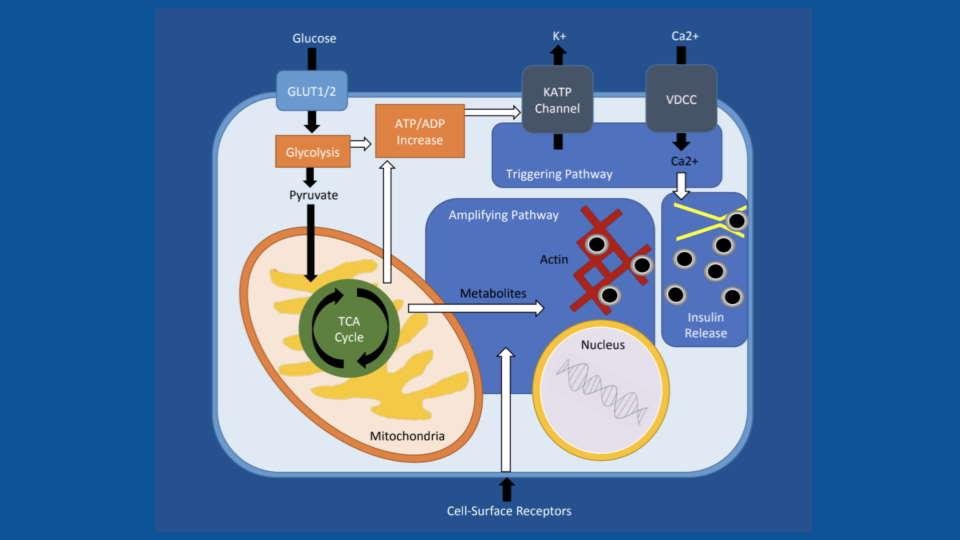 Glucose
K+
Ca2+
GLUT1/2
KATP
Channel
VDCC
ATP/ADP
Increase
Glycolysis
Ca2+
Triggering Pathway
Pyruvate
Amplifying Pathway
Actin
Metabolites
TCA
Cycle
Insulin
Release
Nucleus
Mitochondria
Cell-Surface Receptors